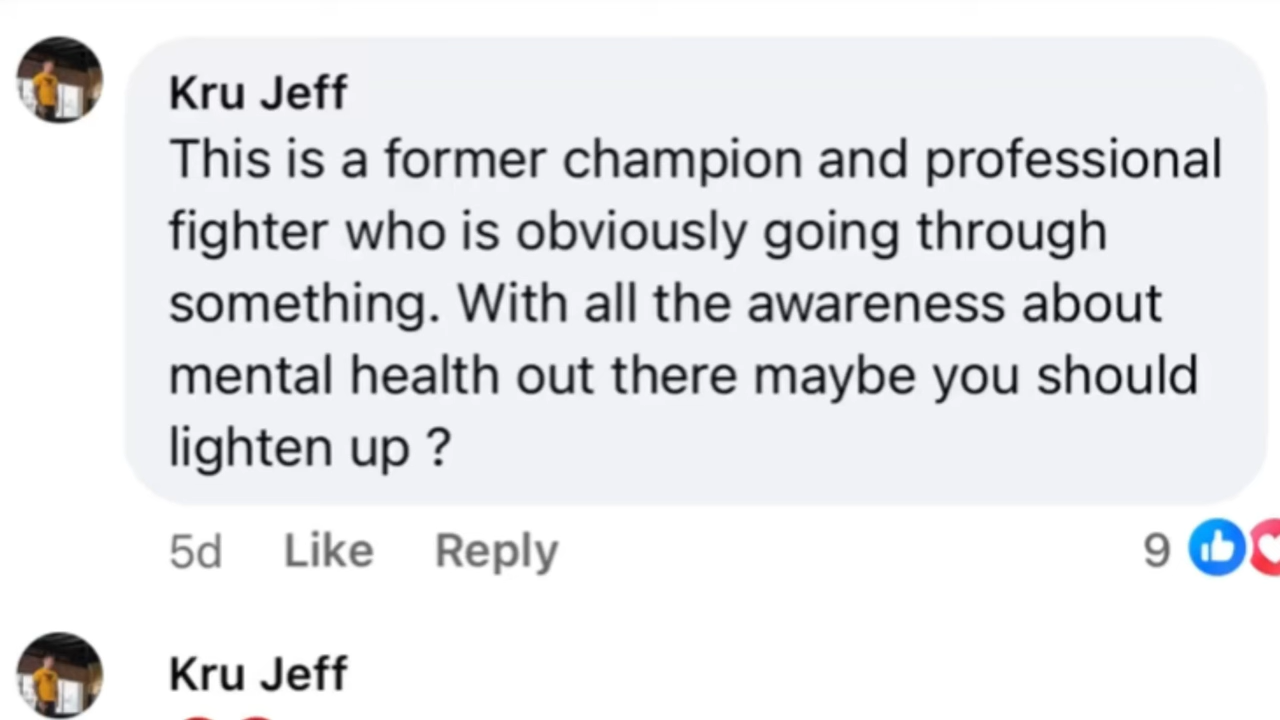 Kru Jeff
This is a former champion and professional
fighter who is obviously going through
something. With all the awareness about
mental health out there maybe you should
lighten up ?
5d Like Reply 9
Kru Jeff